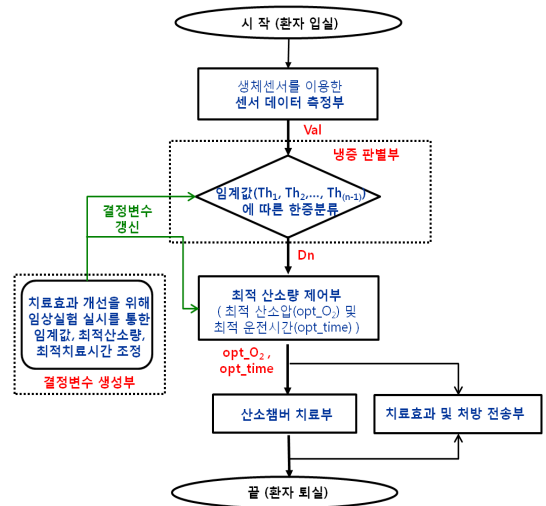 시 작 (환자 입실)
생체센서를 이용한
센서 데이터 측정부
Val
냉증 판별부
임계값(Th1, Th2,..., Th(n-1))
에 따른 한증분류
결정변수
갱신
Dn
최적 산소량 제어부
( 최적 산소압(opt_O2) 및
최적 운전시간(opt_time) )
치료효과 개선을 위해
임상실험 실시를 통한
임계값, 최적산소량,
최적치료시간 조정
결정변수 생성부
opt_O2 ,
opt_time
산소챔버 치료부
치료효과 및 처방 전송부
끝 (환자 퇴실)